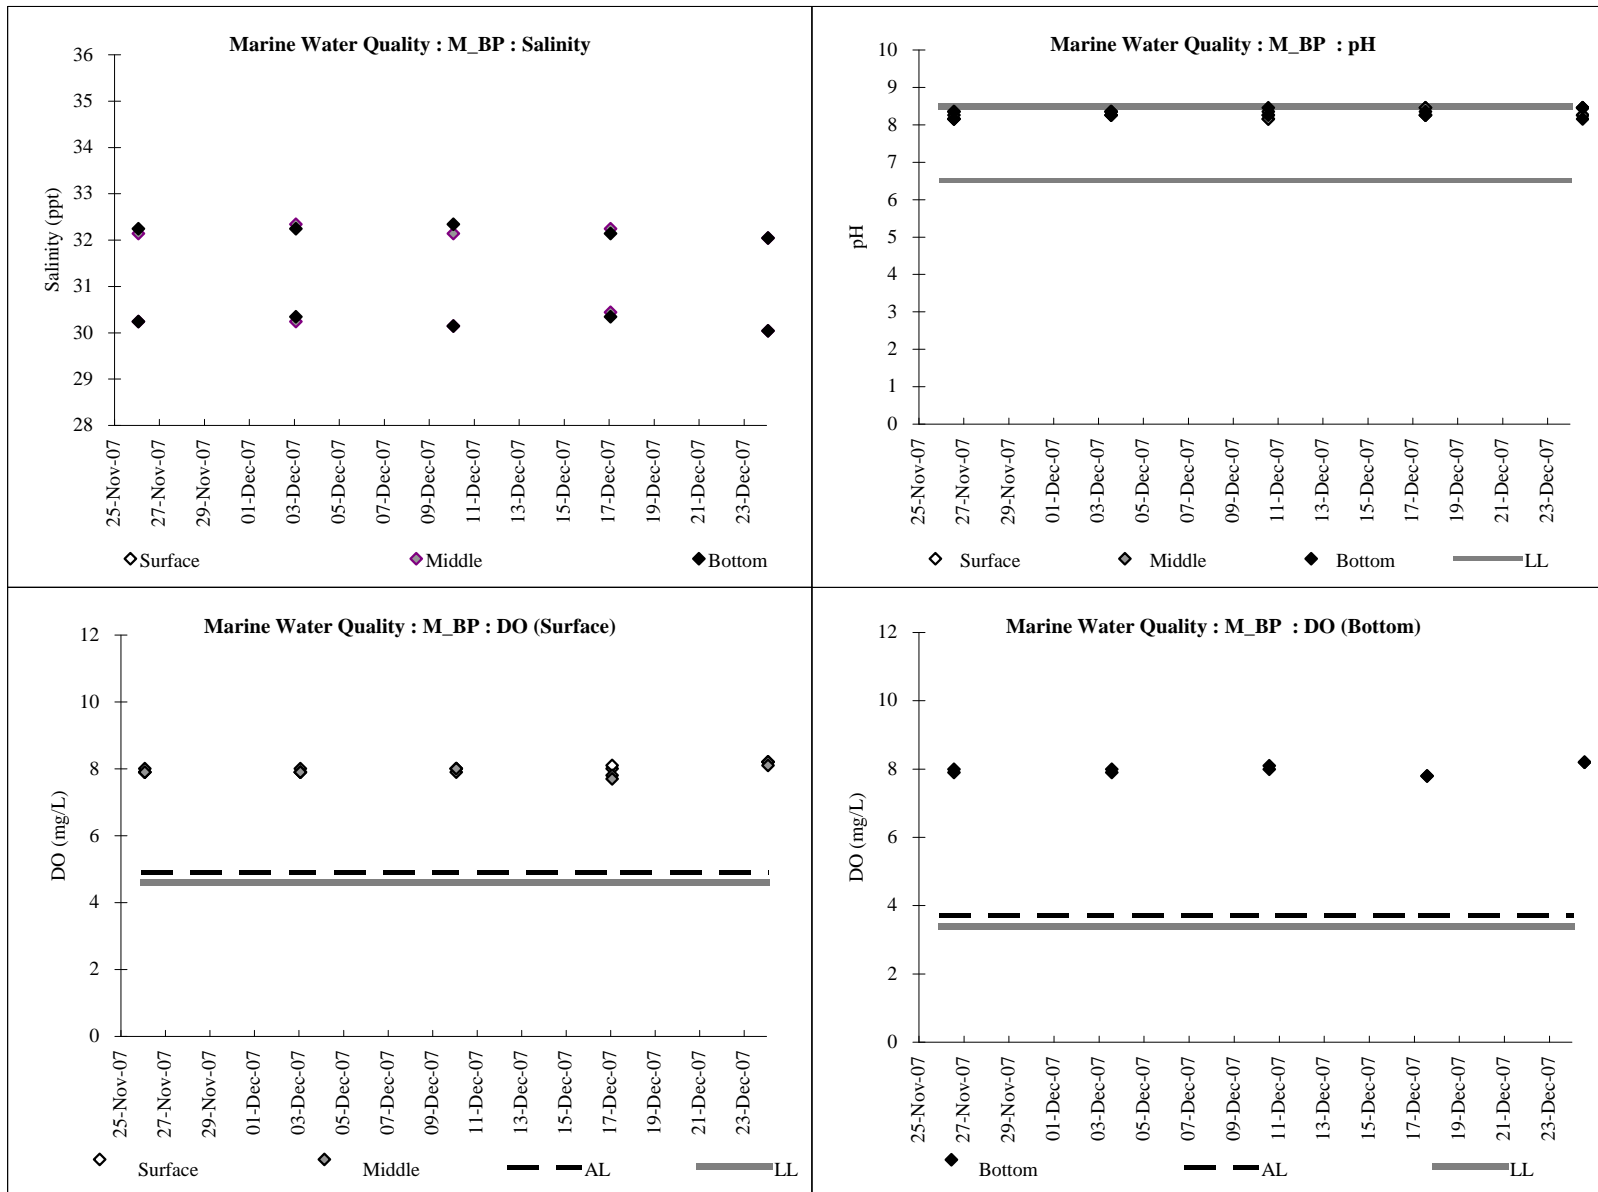 Marine Water Quality : M_BP : Salinity
36
35
34
33
32
31
30
29
28
Salinity (ppt)
25-Nov-07
27-Nov-07
29-Nov-07
01-Dec-07
03-Dec-07
05-Dec-07
07-Dec-07
09-Dec-07
11-Dec-07
13-Dec-07
15-Dec-07
17-Dec-07
19-Dec-07
21-Dec-07
23-Dec-07
Surface Middle Bottom
Marine Water Quality : M_BP : pH
10
9
8
7
6
5
4
3
2
1
0
pH
25-Nov-07
27-Nov-07
29-Nov-07
01-Dec-07
03-Dec-07
05-Dec-07
07-Dec-07
09-Dec-07
11-Dec-07
13-Dec-07
15-Dec-07
17-Dec-07
19-Dec-07
21-Dec-07
23-Dec-07
Surface Middle Bottom LL
Marine Water Quality : M_BP : DO (Surface)
12
10
8
6
4
2
0
DO (mg/L)
25-Nov-07
27-Nov-07
29-Nov-07
01-Dec-07
03-Dec-07
05-Dec-07
07-Dec-07
09-Dec-07
11-Dec-07
13-Dec-07
15-Dec-07
17-Dec-07
19-Dec-07
21-Dec-07
23-Dec-07
Surface Middle AL LL
Marine Water Quality : M_BP : DO (Bottom)
12
10
8
6
4
2
0
DO (mg/L)
25-Nov-07
27-Nov-07
29-Nov-07
01-Dec-07
03-Dec-07
05-Dec-07
07-Dec-07
09-Dec-07
11-Dec-07
13-Dec-07
15-Dec-07
17-Dec-07
19-Dec-07
21-Dec-07
23-Dec-07
Bottom AL LL